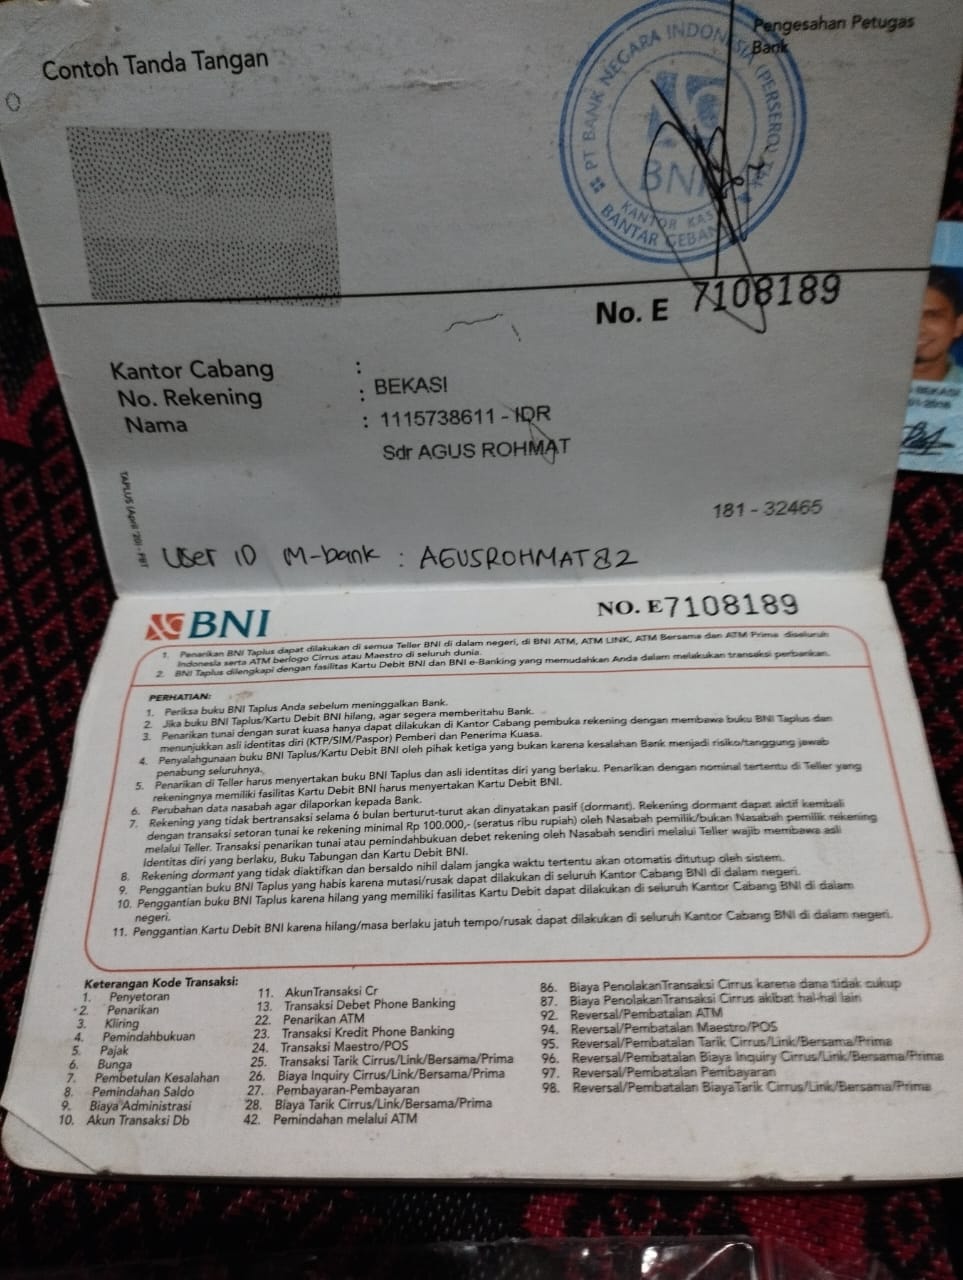 Contoh Tanda Tangan
Pengesahan Petugas
Bank
PT BANK NEGARA INDONESIA (PERSERO) Tbk
BNI
KANTOR KAS
BANTAR GEBANG
No. E 7108189
Kantor Cabang : BEKASI
No. Rekening : 1115738611 - IDR
Nama : Sdr AGUS ROHMAT
181 - 32465
TAPLUS (April '20) - PBT
User ID M-bank : AGUSROHMAT82
BNI
NO. E7108189
1. Penarikan BNI Taplus dapat dilakukan di semua Teller BNI di dalam negeri, di BNI ATM, ATM LINK, ATM Bersama dan ATM Prima diseluruh
Indonesia serta ATM berlogo Cirrus atau Maestro di seluruh dunia.
2. BNI Taplus dilengkapi dengan fasilitas Kartu Debit BNI dan BNI e-Banking yang memudahkan Anda dalam melakukan transaksi perbankan.
PERHATIAN:
1. Periksa buku BNI Taplus Anda sebelum meninggalkan Bank.
2. Jika buku BNI Taplus/Kartu Debit BNI hilang, agar segera memberitahu Bank.
3. Penarikan tunai dengan surat kuasa hanya dapat dilakukan di Kantor Cabang pembuka rekening dengan membawa buku BNI Taplus dan
menunjukkan asli identitas diri (KTP/SIM/Paspor) Pemberi dan Penerima Kuasa.
4. Penyalahgunaan buku BNI Taplus/Kartu Debit BNI oleh pihak ketiga yang bukan karena kesalahan Bank menjadi risiko/tanggung jawab
penabung seluruhnya.
5. Penarikan di Teller harus menyertakan buku BNI Taplus dan asli identitas diri yang berlaku. Penarikan dengan nominal tertentu di Teller yang
rekeningnya memiliki fasilitas Kartu Debit BNI harus menyertakan Kartu Debit BNI.
6. Perubahan data nasabah agar dilaporkan kepada Bank.
7. Rekening yang tidak bertransaksi selama 6 bulan berturut-turut akan dinyatakan pasif (dormant). Rekening dormant dapat aktif kembali
dengan transaksi setoran tunai ke rekening minimal Rp 100.000,- (seratus ribu rupiah) oleh Nasabah pemilik/bukan Nasabah pemilik rekening
melalui Teller. Transaksi penarikan tunai atau pemindahbukuan debet rekening oleh Nasabah sendiri melalui Teller wajib membawa asli
Identitas diri yang berlaku, Buku Tabungan dan Kartu Debit BNI.
8. Rekening dormant yang tidak diaktifkan dan bersaldo nihil dalam jangka waktu tertentu akan otomatis ditutup oleh sistem.
9. Penggantian buku BNI Taplus yang habis karena mutasi/rusak dapat dilakukan di seluruh Kantor Cabang BNI di dalam negeri.
10. Penggantian buku BNI Taplus karena hilang yang memiliki fasilitas Kartu Debit dapat dilakukan di seluruh Kantor Cabang BNI di dalam
negeri.
11. Penggantian Kartu Debit BNI karena hilang/masa berlaku jatuh tempo/rusak dapat dilakukan di seluruh Kantor Cabang BNI di dalam negeri.
Keterangan Kode Transaksi:
1. Penyetoran
2. Penarikan
3. Kliring
4. Pemindahbukuan
5. Pajak
6. Bunga
7. Pembetulan Kesalahan
8. Pemindahan Saldo
9. Biaya Administrasi
10. Akun Transaksi Db
11. AkunTransaksi Cr
13. Transaksi Debet Phone Banking
22. Penarikan ATM
23. Transaksi Kredit Phone Banking
24. Transaksi Maestro/POS
25. Transaksi Tarik Cirrus/Link/Bersama/Prima
26. Biaya Inquiry Cirrus/Link/Bersama/Prima
27. Pembayaran-Pembayaran
28. Biaya Tarik Cirrus/Link/Bersama/Prima
42. Pemindahan melalui ATM
86. Biaya PenolakanTransaksi Cirrus karena dana tidak cukup
87. Biaya PenolakanTransaksi Cirrus akibat hal-hal lain
92. Reversal/Pembatalan ATM
94. Reversal/Pembatalan Maestro/POS
95. Reversal/Pembatalan Tarik Cirrus/Link/Bersama/Prima
96. Reversal/Pembatalan Biaya Inquiry Cirrus/Link/Bersama/Prima
97. Reversal/Pembatalan Pembayaran
98. Reversal/Pembatalan BiayaTarik Cirrus/Link/Bersama/Prima
BEKASI